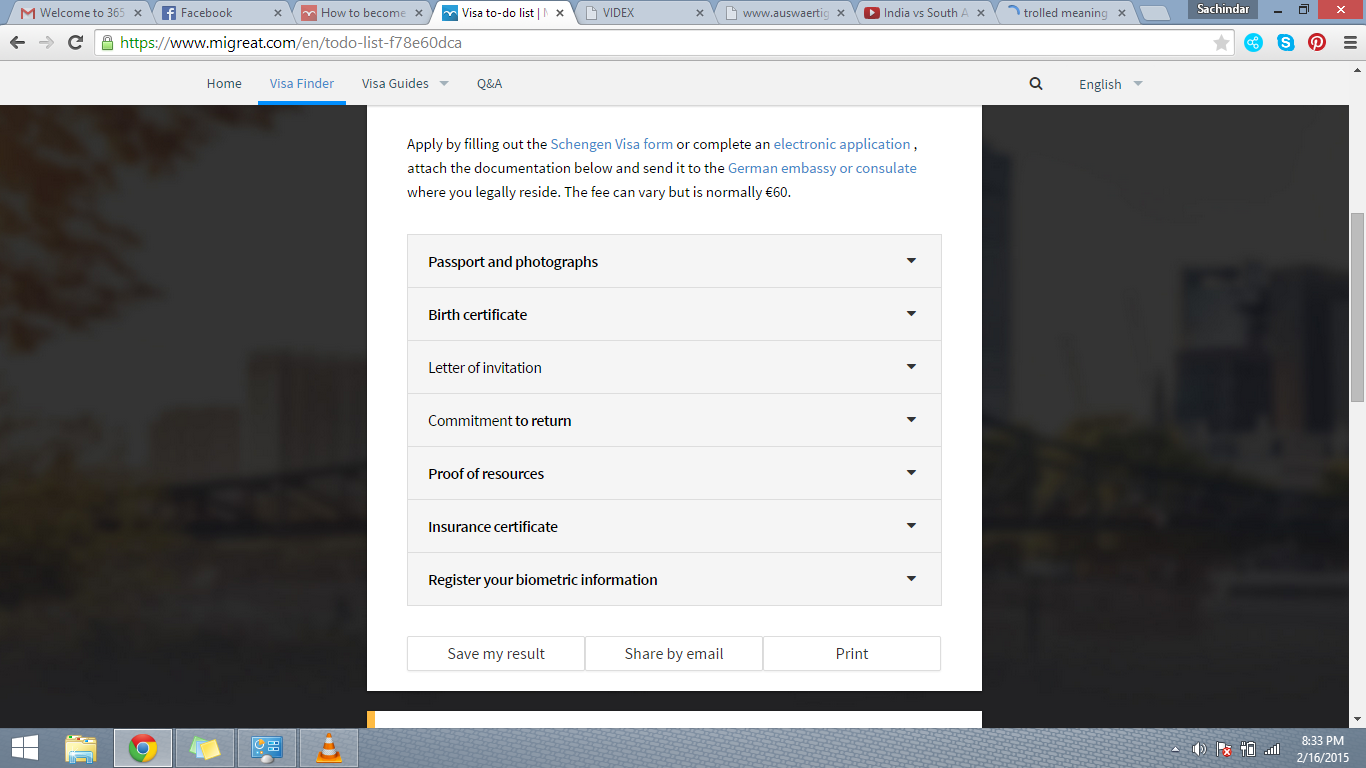 Sachindar
Welcome to 365
Facebook
How to become
Visa to-do list |
VIDEX
www.auswaertig
India vs South A
trolled meaning
https://www.migreat.com/en/todo-list-f78e60dca
Home Visa Finder Visa Guides Q&A English
Apply by filling out the Schengen Visa form or complete an electronic application ,
attach the documentation below and send it to the German embassy or consulate
where you legally reside. The fee can vary but is normally €60.
Passport and photographs
Birth certificate
Letter of invitation
Commitment to return
Proof of resources
Insurance certificate
Register your biometric information
Save my result Share by email Print
8:33 PM
2/16/2015